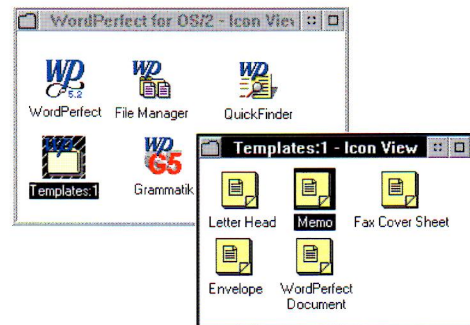 WordPerfect for OS/2 - Icon View
WP
5.2
WP
WP
WordPerfect
File Manager
QuickFinder
WP
G5
Templates:1
Grammatik
Templates:1 - Icon View
Letter Head
Memo
Fax Cover Sheet
Envelope
WordPerfect
Document